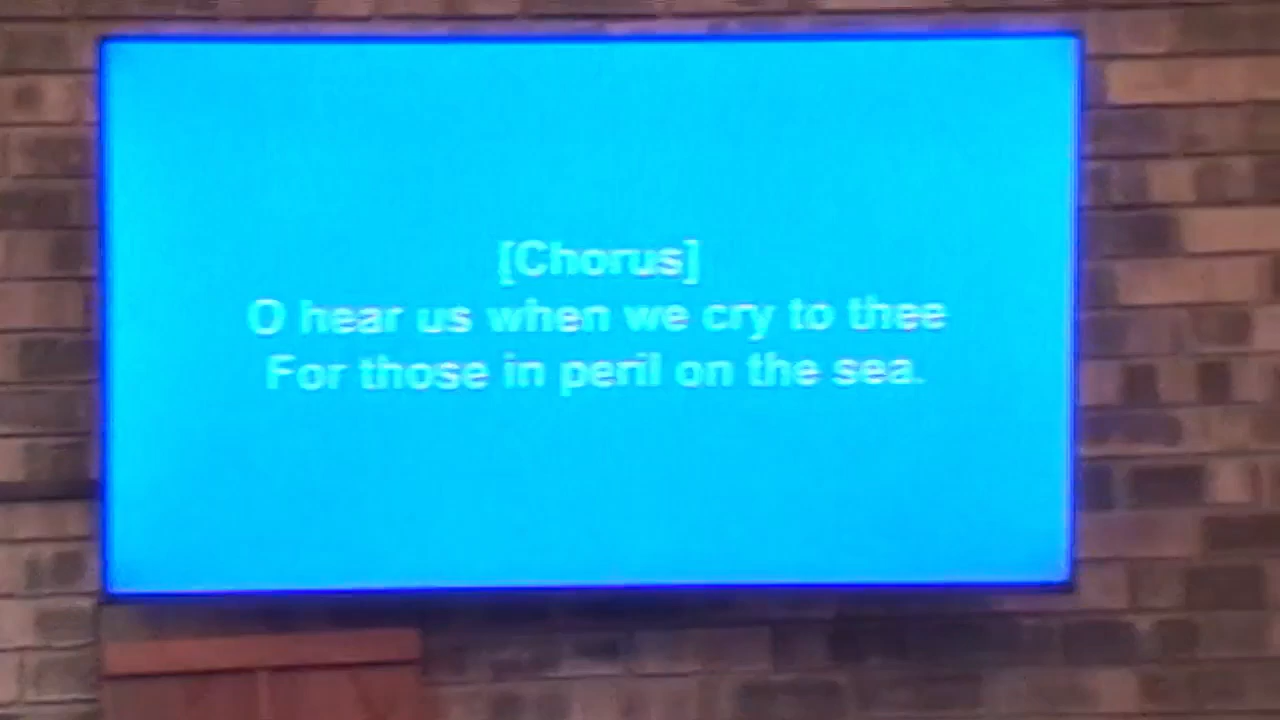 [Chorus]
O hear us when we cry to thee
For those in peril on the sea.